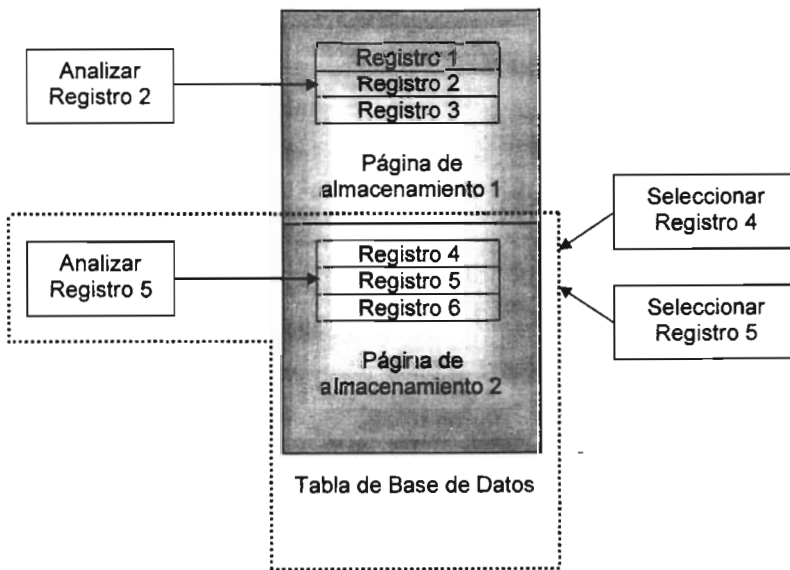 Analizar
Registro 2
Registro 1
Registro 2
Registro 3
Página de
almacenamiento 1
Seleccionar
Registro 4
Analizar
Registro 5
Registro 4
Registro 5
Registro 6
Seleccionar
Registro 5
Página de
almacenamiento 2
Tabla de Base de Datos